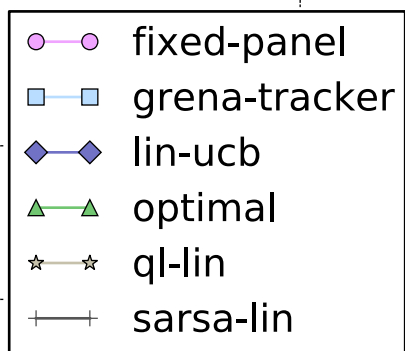 fixed-panel
grena-tracker
lin-ucb
optimal
ql-lin
sarsa-lin